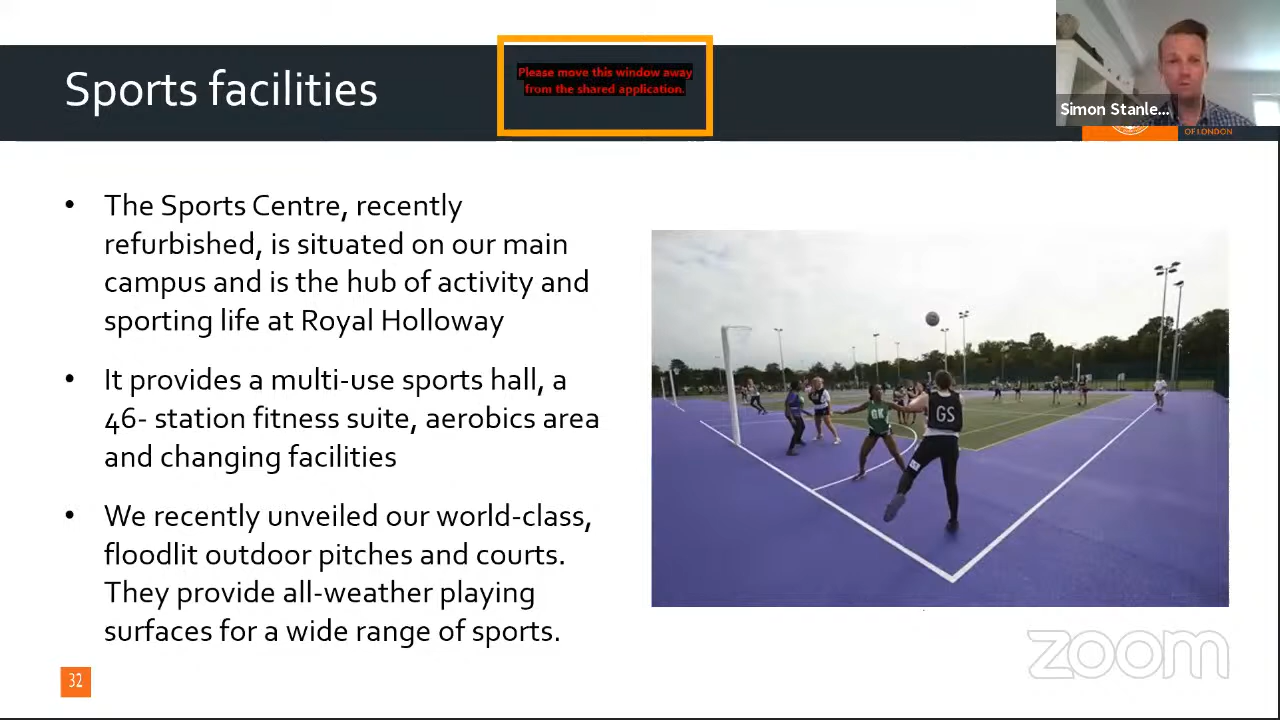 Sports facilities
Please move this window away
from the shared application.
Simon Stanle...
OF LONDON
• The Sports Centre, recently
refurbished, is situated on our main
campus and is the hub of activity and
sporting life at Royal Holloway
• It provides a multi-use sports hall, a
46- station fitness suite, aerobics area
and changing facilities
• We recently unveiled our world-class,
floodlit outdoor pitches and courts.
They provide all-weather playing
surfaces for a wide range of sports.
GK
GS
zoom
32